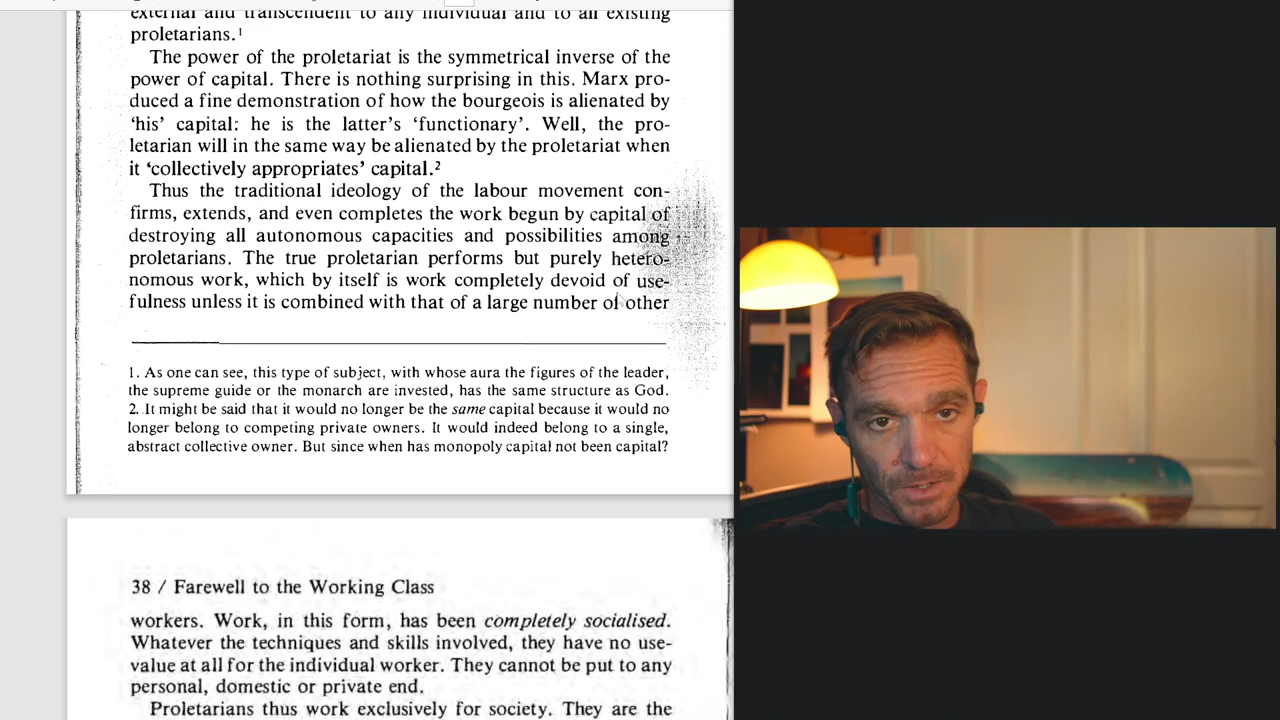 external and transcendent to any individual and to all existing
proletarians.¹
The power of the proletariat is the symmetrical inverse of the
power of capital. There is nothing surprising in this. Marx pro-
duced a fine demonstration of how the bourgeois is alienated by
‘his’ capital: he is the latter’s ‘functionary’. Well, the pro-
letarian will in the same way be alienated by the proletariat when
it ‘collectively appropriates’ capital.²
Thus the traditional ideology of the labour movement con-
firms, extends, and even completes the work begun by capital of
destroying all autonomous capacities and possibilities among
proletarians. The true proletarian performs but purely hetero-
nomous work, which by itself is work completely devoid of use-
fulness unless it is combined with that of a large number of other
1. As one can see, this type of subject, with whose aura the figures of the leader,
the supreme guide or the monarch are invested, has the same structure as God.
2. It might be said that it would no longer be the same capital because it would no
longer belong to competing private owners. It would indeed belong to a single,
abstract collective owner. But since when has monopoly capital not been capital?
38 / Farewell to the Working Class
workers. Work, in this form, has been completely socialised.
Whatever the techniques and skills involved, they have no use-
value at all for the individual worker. They cannot be put to any
personal, domestic or private end.
Proletarians thus work exclusively for society. They are the